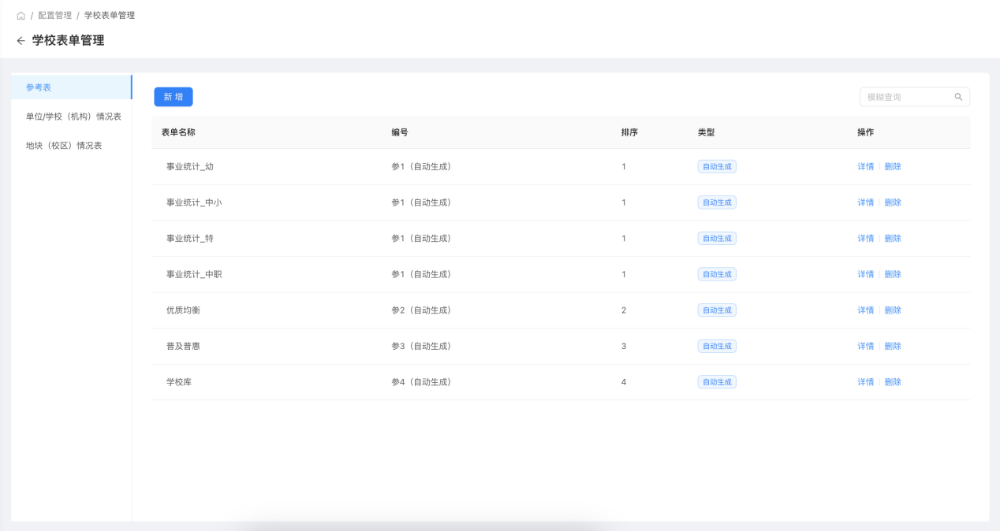 / 配置管理 / 学校表单管理
← 学校表单管理
参考表
单位/学校（机构）情况表
地块（校区）情况表
新 增
模糊查询
表单名称 编号 排序 类型 操作
事业统计_幼 参1（自动生成） 1 自动生成 详情 删除
事业统计_中小 参1（自动生成） 1 自动生成 详情 删除
事业统计_特 参1（自动生成） 1 自动生成 详情 删除
事业统计_中职 参1（自动生成） 1 自动生成 详情 删除
优质均衡 参2（自动生成） 2 自动生成 详情 删除
普及普惠 参3（自动生成） 3 自动生成 详情 删除
学校库 参4（自动生成） 4 自动生成 详情 删除